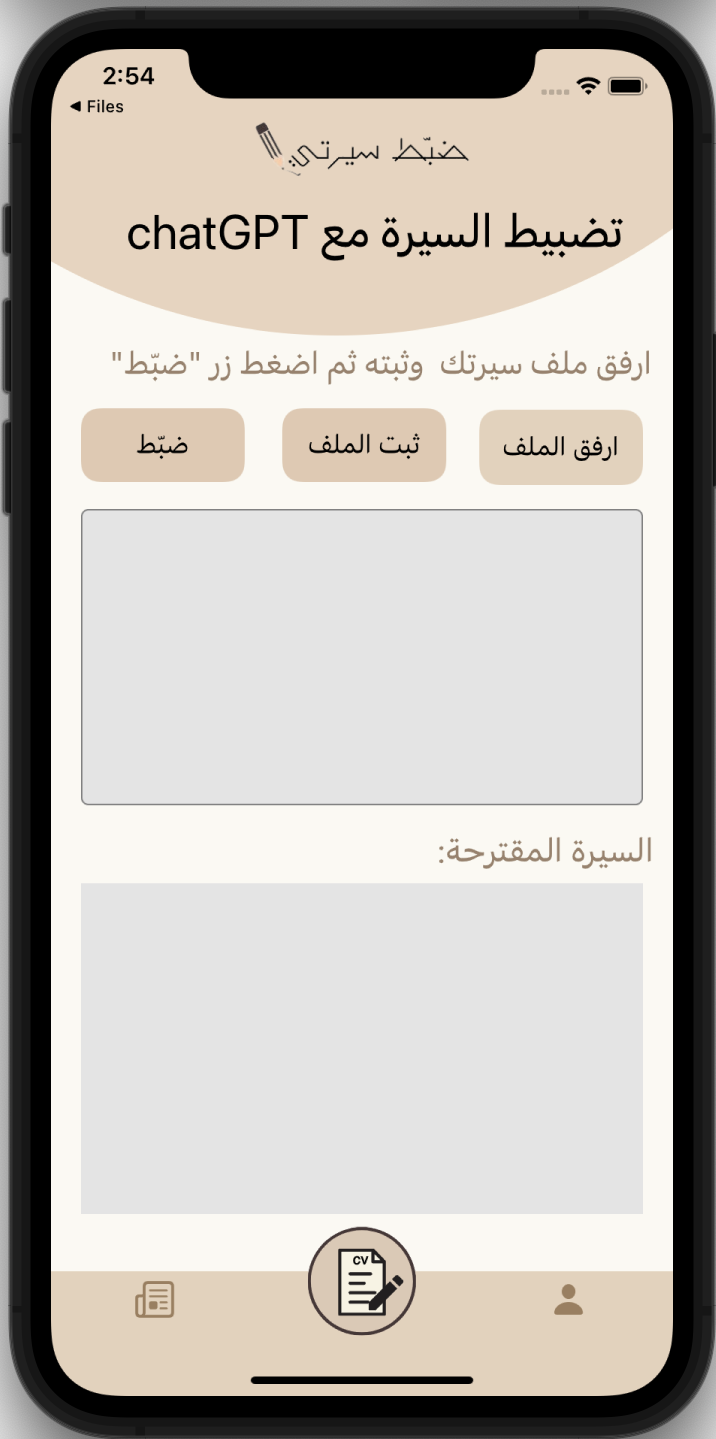 2:54
◀ Files
ضبّط سيرتي
تضبيط السيرة مع chatGPT
ارفق ملف سيرتك وثبته ثم اضغط زر "ضبّط"
ارفق الملف ثبت الملف ضبّط
السيرة المقترحة:
CV